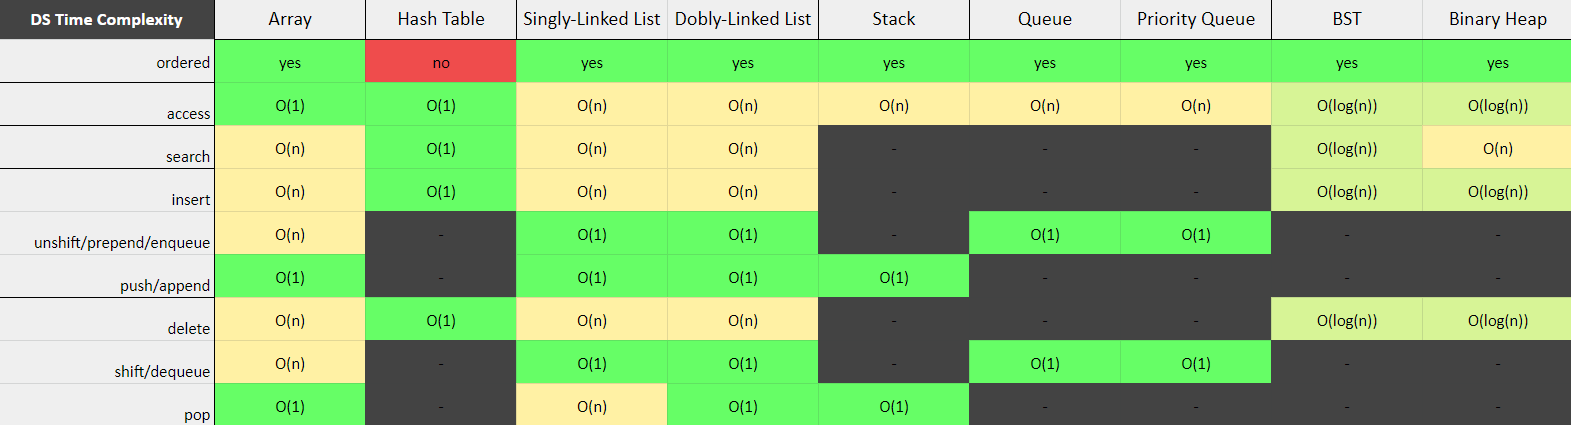 DS Time Complexity Array Hash Table Singly-Linked List Dobly-Linked List Stack Queue Priority Queue BST Binary Heap
ordered yes no yes yes yes yes yes yes yes
access O(1) O(1) O(n) O(n) O(n) O(n) O(n) O(log(n)) O(log(n))
search O(n) O(1) O(n) O(n) - - - O(log(n)) O(n)
insert O(n) O(1) O(n) O(n) - - - O(log(n)) O(log(n))
unshift/prepend/enqueue O(n) - O(1) O(1) - O(1) O(1) - -
push/append O(1) - O(1) O(1) O(1) - - - -
delete O(n) O(1) O(n) O(n) - - - O(log(n)) O(log(n))
shift/dequeue O(n) - O(1) O(1) - O(1) O(1) - -
pop O(1) - O(n) O(1) O(1) - - - -